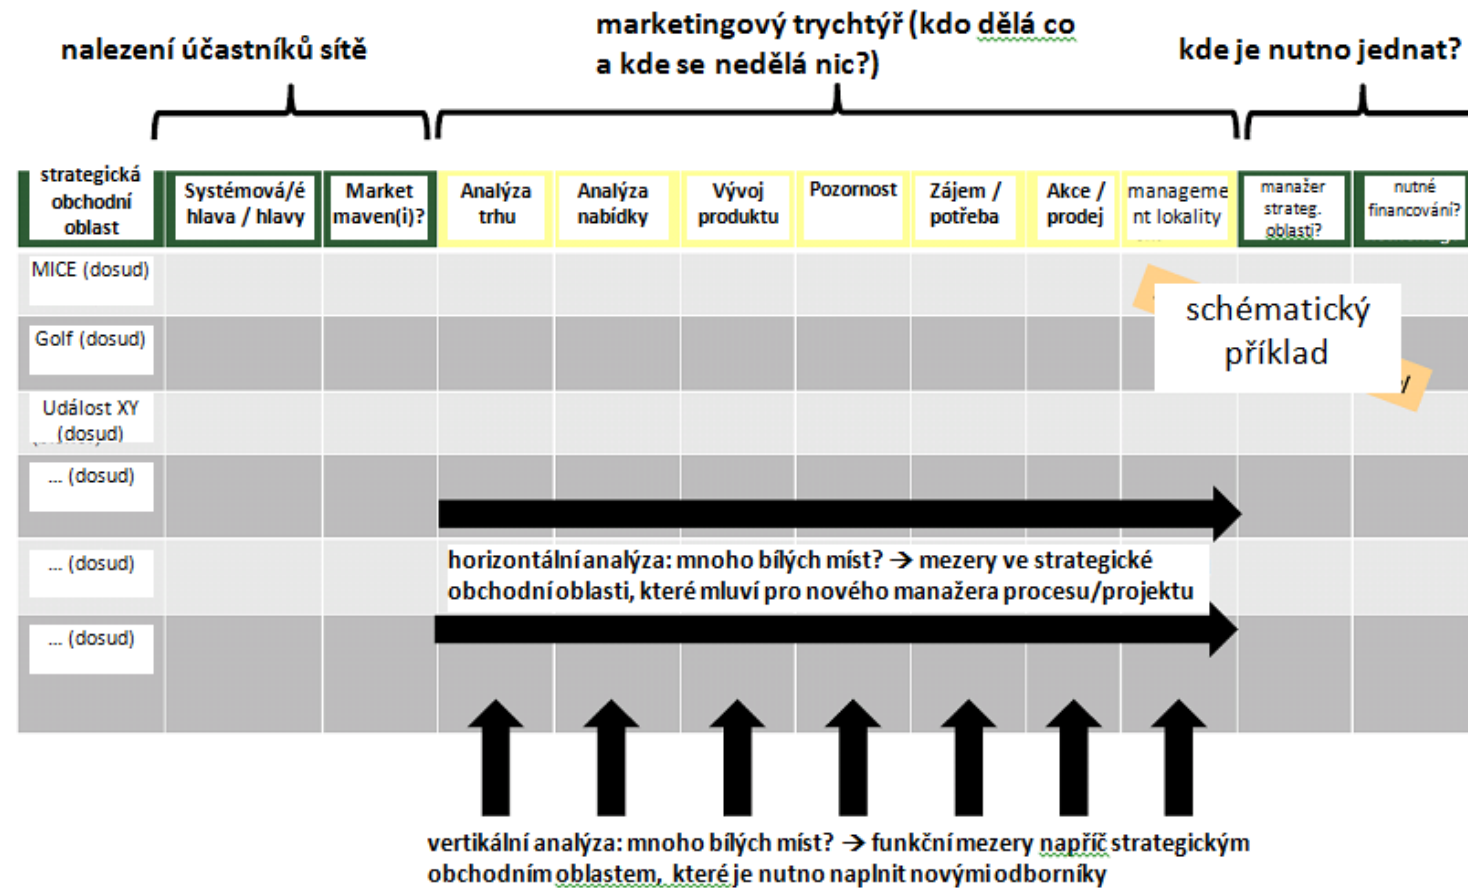 nalezení účastníků sítě
marketingový trychtýř (kdo dělá co
a kde se nedělá nic?)
kde je nutno jednat?
strategická
obchodní
oblast
Systémová/é
hlava / hlavy
Market
maven(i)?
Analýza
trhu
Analýza
nabídky
Vývoj
produktu
Pozornost
Zájem /
potřeba
Akce /
prodej
manageme
nt lokality
manažer
strateg.
oblasti?
nutné
financování?
MICE (dosud)
schématický
příklad
Golf (dosud)
Událost XY
(dosud)
... (dosud)
... (dosud)
horizontální analýza: mnoho bílých míst? → mezery ve strategické
obchodní oblasti, které mluví pro nového manažera procesu/projektu
... (dosud)
vertikální analýza: mnoho bílých míst? → funkční mezery napříč strategickým
obchodním oblastem, které je nutno naplnit novými odborníky